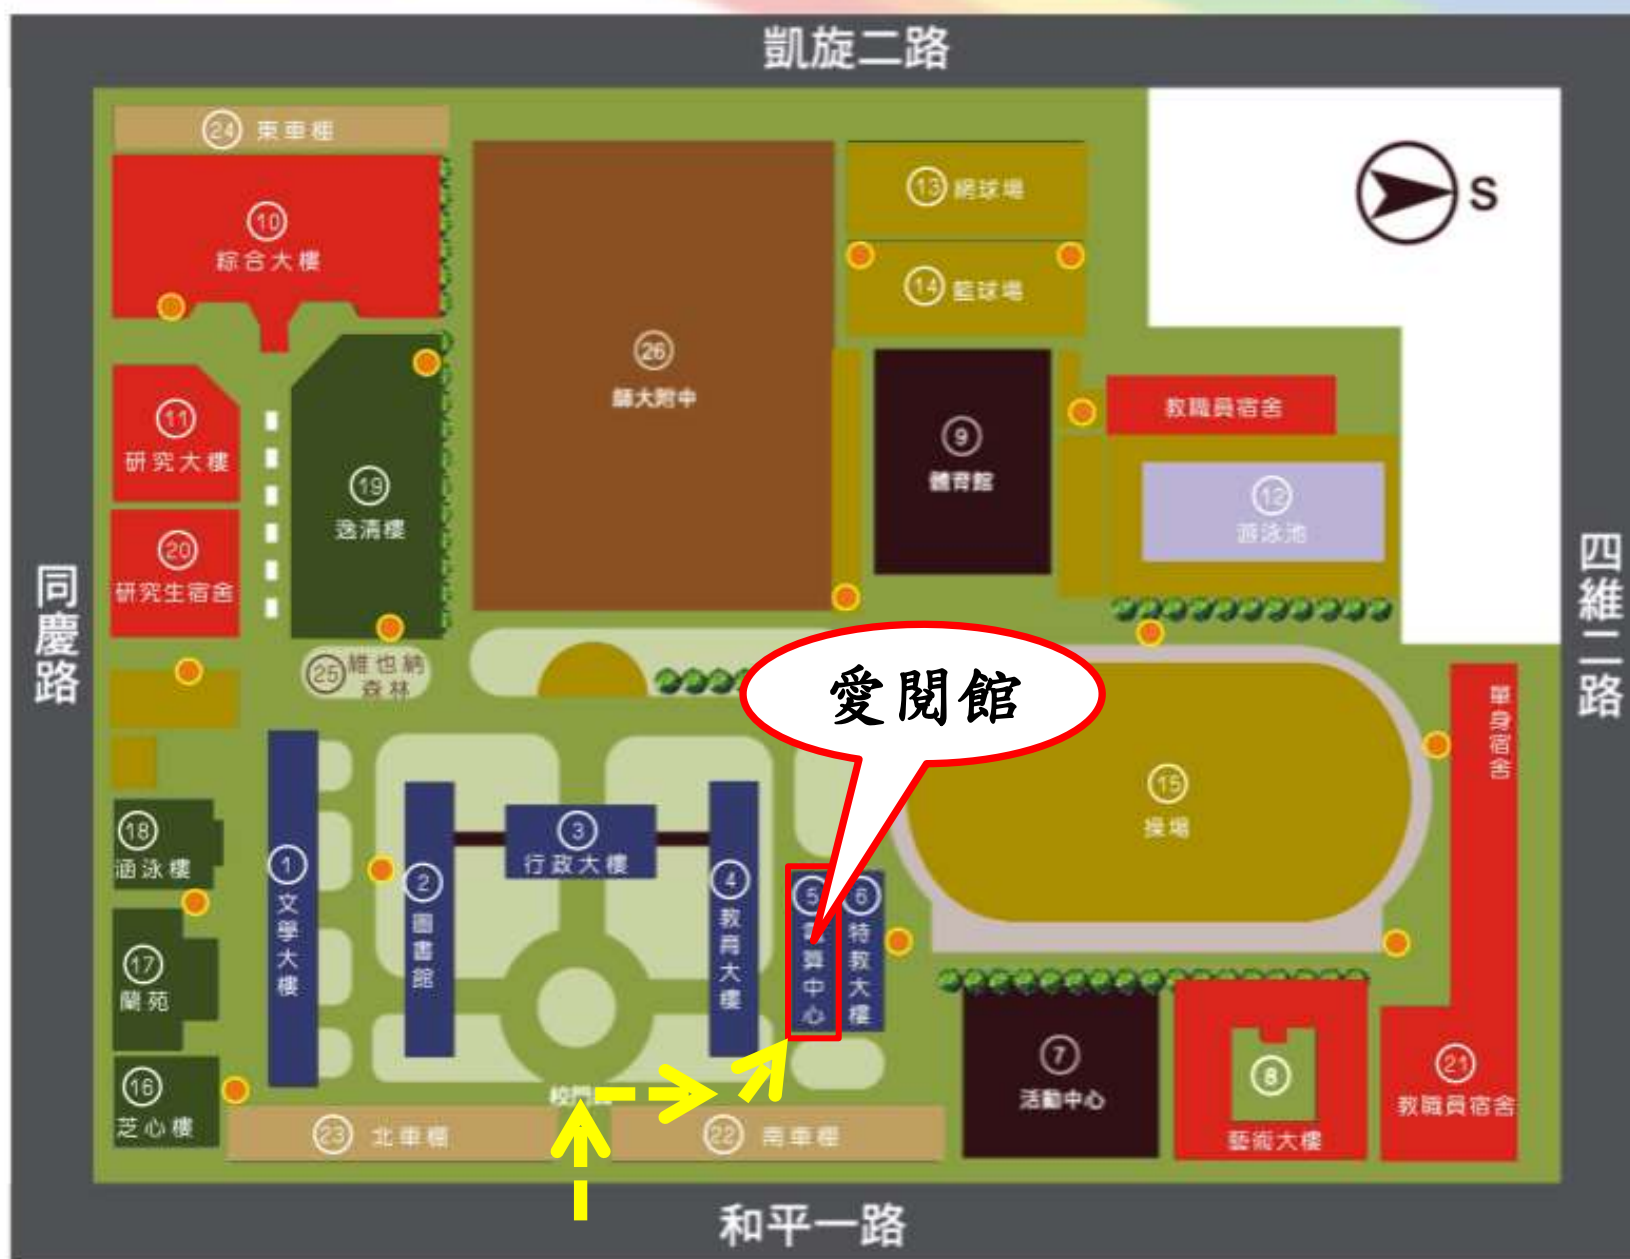 凱旋二路
24 東車棚
13 網球場
S
10
綜合大樓
14 籃球場
26
師大附中
教職員宿舍
11
研究大樓
9
體育館
19
逸清樓
12
游泳池
20
研究生宿舍
同慶路
四維二路
25 維也納
森林
愛閱館
單身宿舍
15
操場
18
涵泳樓
3
行政大樓
1 文學大樓
2 圖書館
4 教育大樓
5
算中心
6 特教大樓
17
蘭苑
7
活動中心
8
藝術大樓
21
教職員宿舍
16
芝心樓
校門
23 北車棚
22 南車棚
和平一路